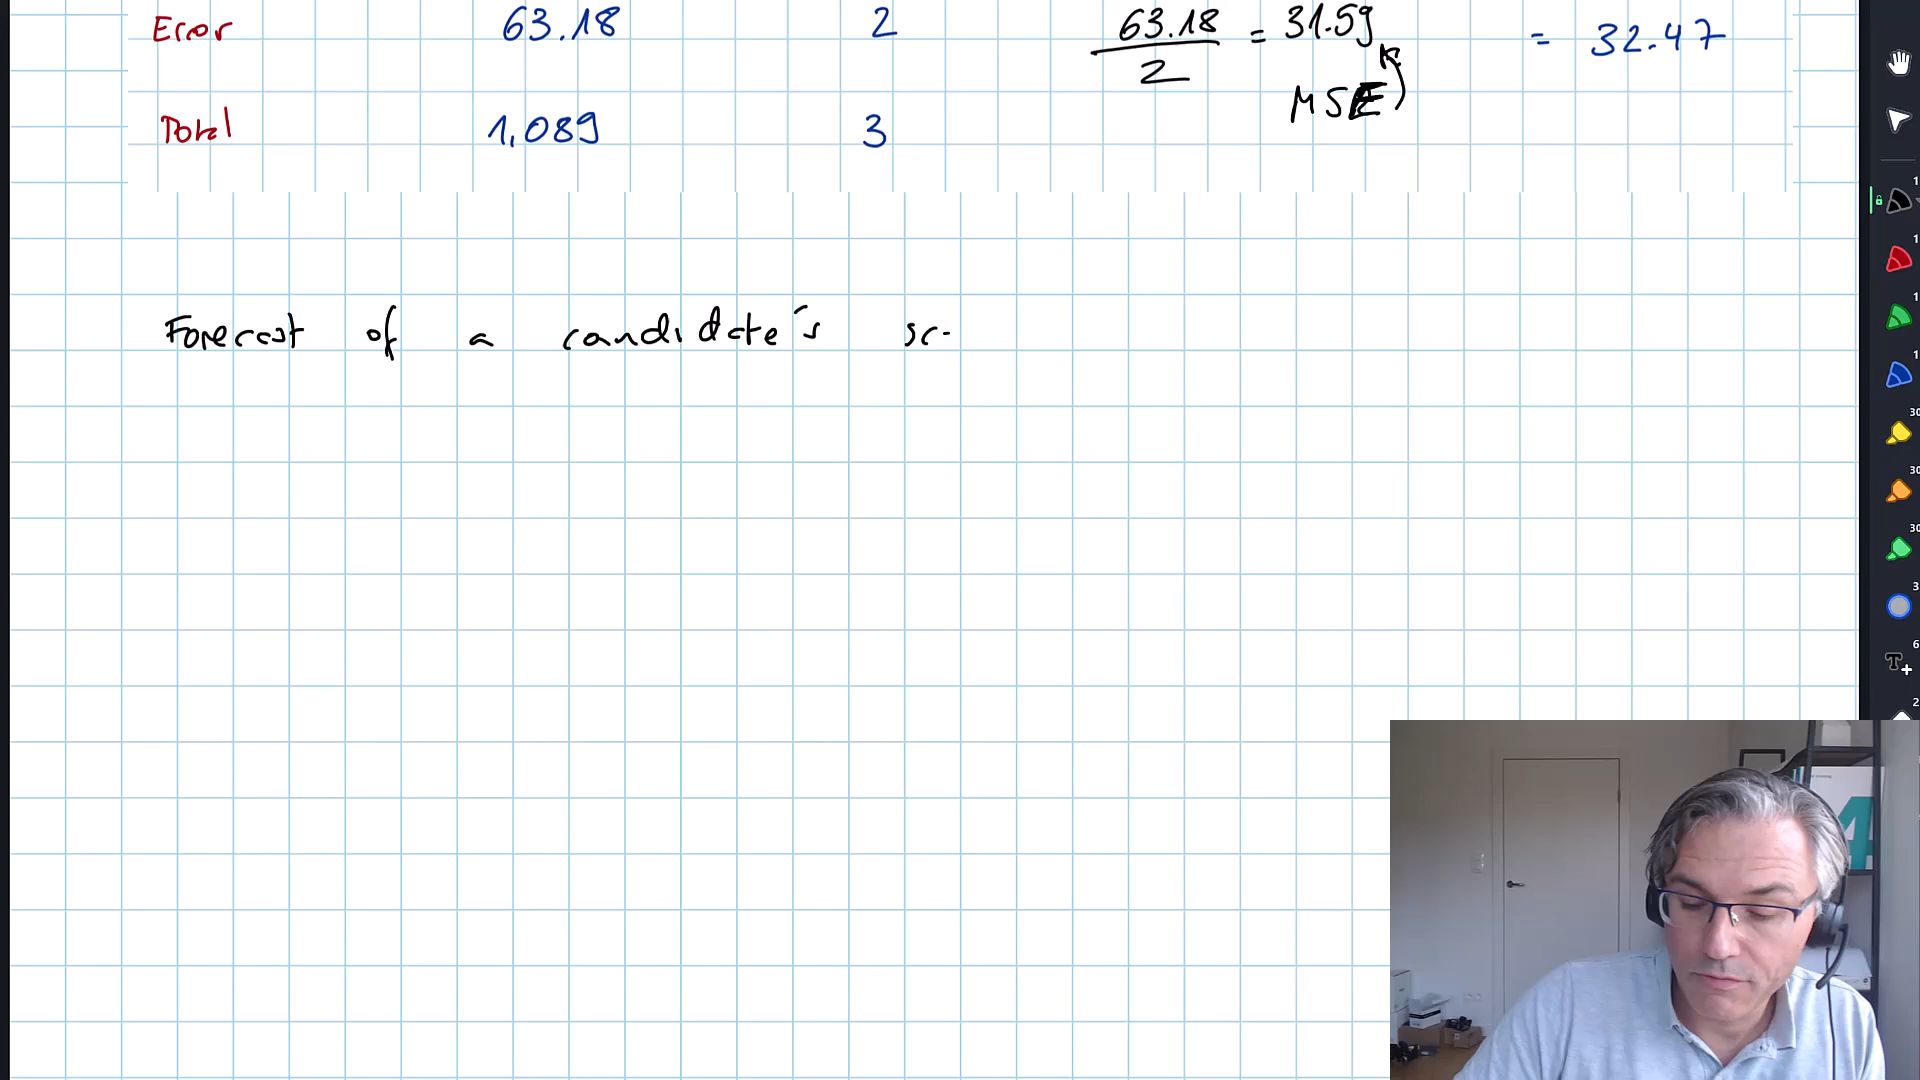 Error 63.18 2 63.18 / 2 = 31.59 = 32.47
MSE
Total 1,089 3
Forecast of a candidate's sc